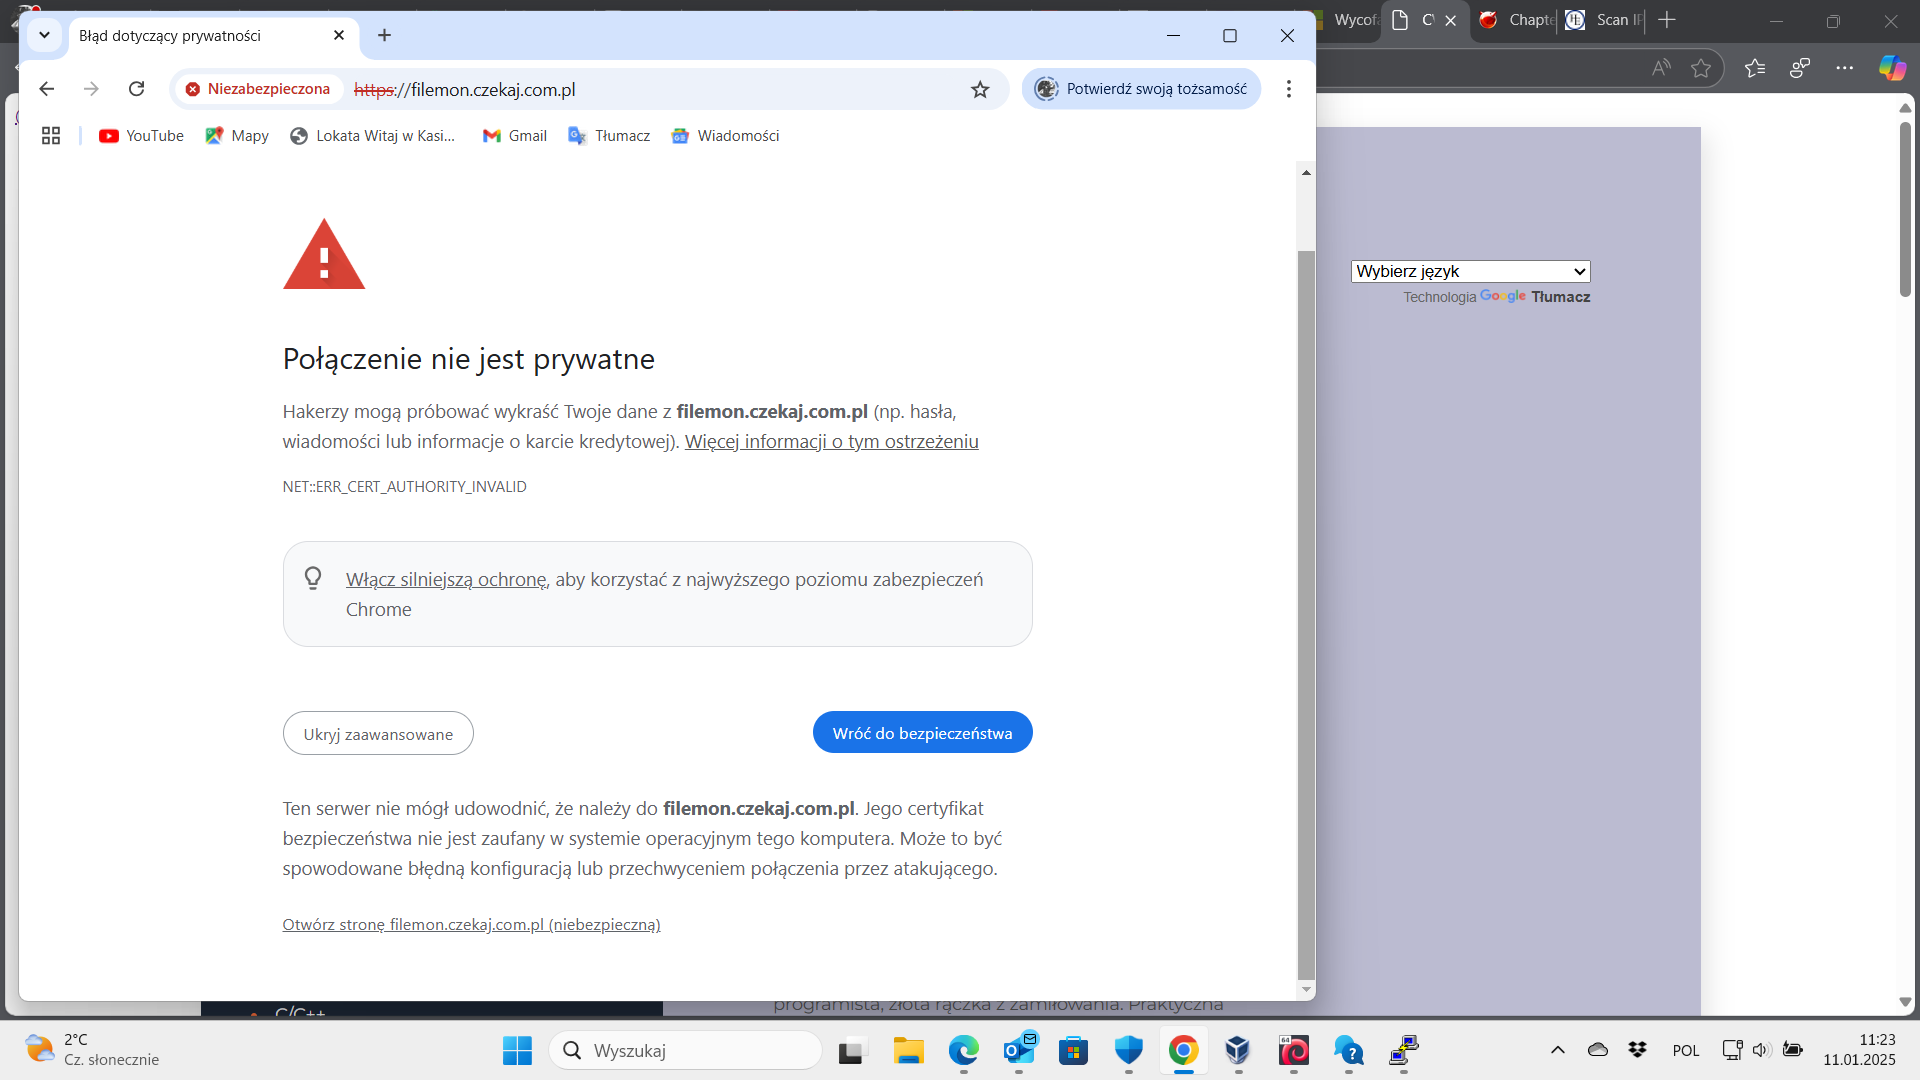 Błąd dotyczący prywatności
Wycof
Chapte
Scan IF
Niezabezpieczona
https://filemon.czekaj.com.pl
Potwierdź swoją tożsamość
YouTube
Mapy
Lokata Witaj w Kasi...
Gmail
Tłumacz
Wiadomości
Połączenie nie jest prywatne
Hakerzy mogą próbować wykraść Twoje dane z filemon.czekaj.com.pl (np. hasła,
wiadomości lub informacje o karcie kredytowej). Więcej informacji o tym ostrzeżeniu
NET::ERR_CERT_AUTHORITY_INVALID
Włącz silniejszą ochronę, aby korzystać z najwyższego poziomu zabezpieczeń
Chrome
Ukryj zaawansowane
Wróć do bezpieczeństwa
Ten serwer nie mógł udowodnić, że należy do filemon.czekaj.com.pl. Jego certyfikat
bezpieczeństwa nie jest zaufany w systemie operacyjnym tego komputera. Może to być
spowodowane błędną konfiguracją lub przechwyceniem połączenia przez atakującego.
Otwórz stronę filemon.czekaj.com.pl (niebezpieczną)
Wybierz język
Technologia Google Tłumacz
C/C++
programista, złota rączka z zamiłowania. Praktyczna
2°C
Cz. słonecznie
Wyszukaj
64
POL
11:23
11.01.2025